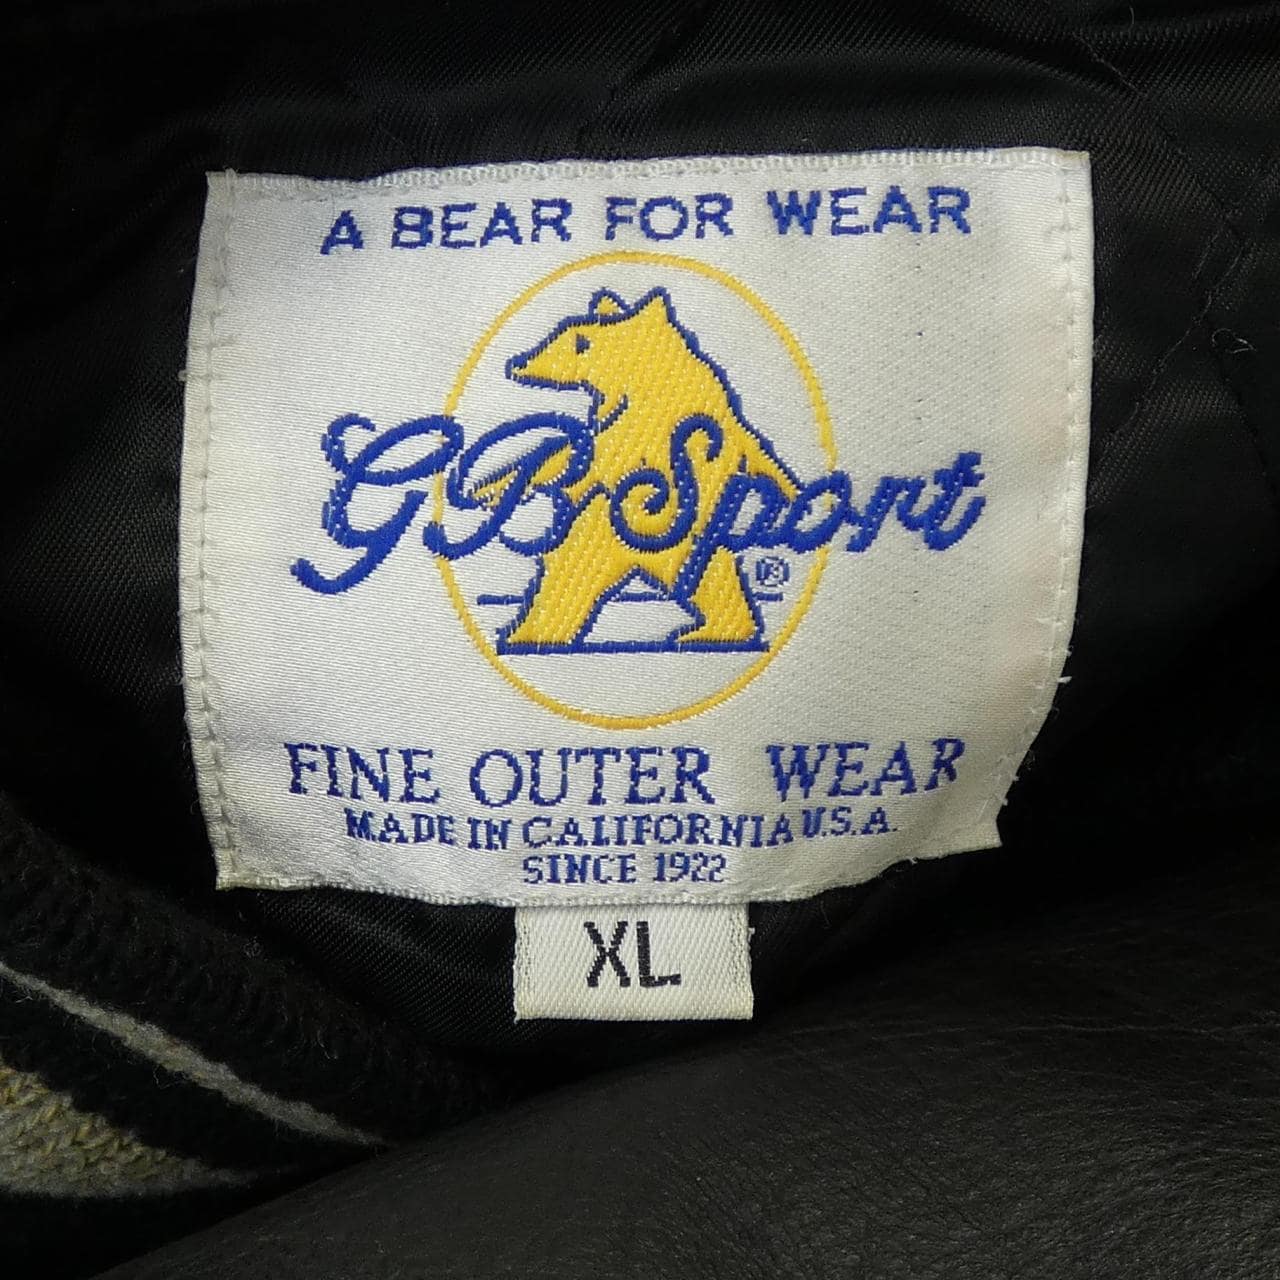 A BEAR FOR WEAR
GB Sport
®
FINE OUTER WEAR
MADE IN CALIFORNIA U.S.A.
SINCE 1922
XL